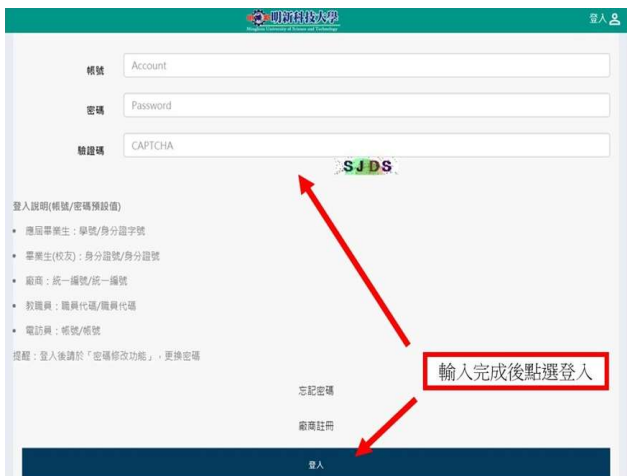 明新科技大學
Minghsin University of Science and Technology
登入
帳號
Account
密碼
Password
驗證碼
CAPTCHA
SJDS
登入說明(帳號/密碼預設值)
應屆畢業生：學號/身分證字號
畢業生(校友)：身分證號/身分證號
廠商：統一編號/統一編號
教職員：職員代碼/職員代碼
電訪員：帳號/帳號
提醒：登入後請於「密碼修改功能」，更換密碼
輸入完成後點選登入
忘記密碼
廠商註冊
登入